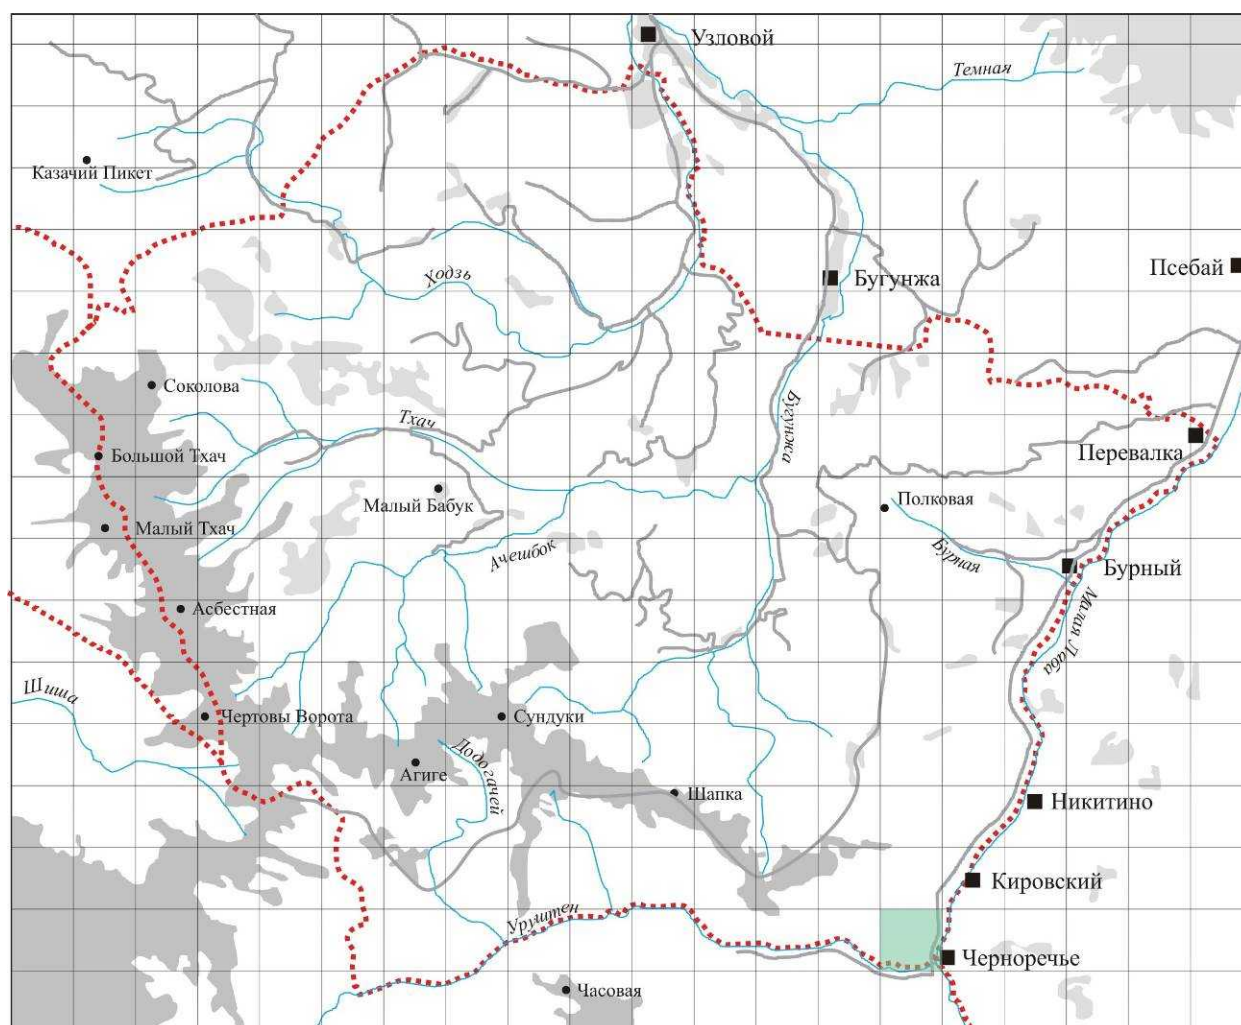 Узловой
Темная
Казачий Пикет
Ходзь
Бугунжа
Псебай
Соколова
Бугунжа
Тхач
Большой Тхач
Перевалка
Малый Бабук
Полковая
Малый Тхач
Ачешбок
Бурная
Бурный
Асбестная
Малая Лаба
Шиша
Чертовы Ворота
Сундуки
Додогачей
Агиге
Шапка
Никитино
Кировский
Уруштен
Черноречье
Часовая